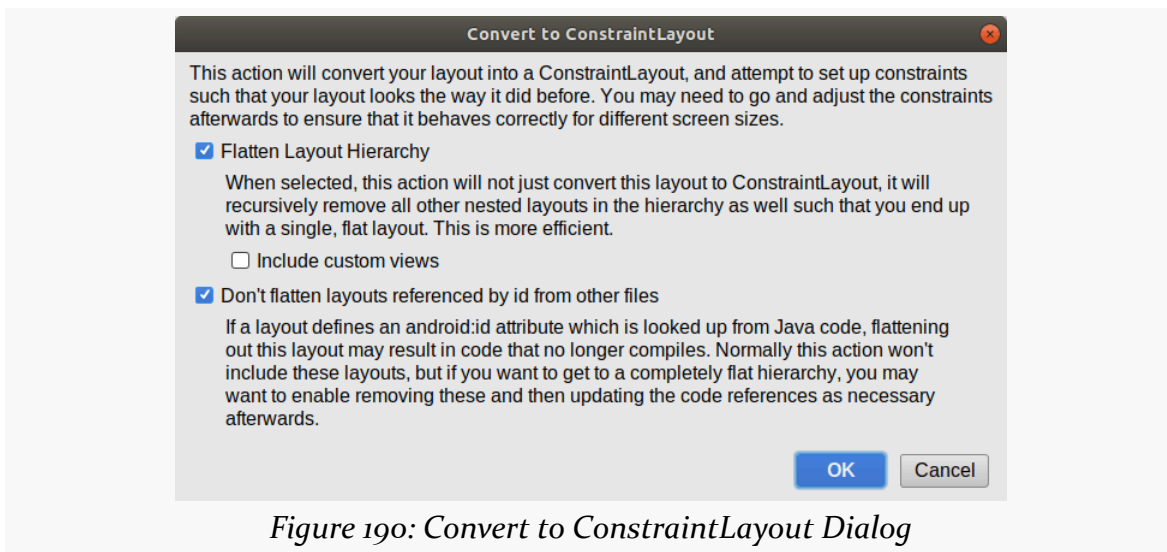 Convert to ConstraintLayout
This action will convert your layout into a ConstraintLayout, and attempt to set up constraints
such that your layout looks the way it did before. You may need to go and adjust the constraints
afterwards to ensure that it behaves correctly for different screen sizes.
Flatten Layout Hierarchy
When selected, this action will not just convert this layout to ConstraintLayout, it will
recursively remove all other nested layouts in the hierarchy as well such that you end up
with a single, flat layout. This is more efficient.
Include custom views
Don't flatten layouts referenced by id from other files
If a layout defines an android:id attribute which is looked up from Java code, flattening
out this layout may result in code that no longer compiles. Normally this action won't
include these layouts, but if you want to get to a completely flat hierarchy, you may
want to enable removing these and then updating the code references as necessary
afterwards.
OK Cancel
Figure 190: Convert to ConstraintLayout Dialog